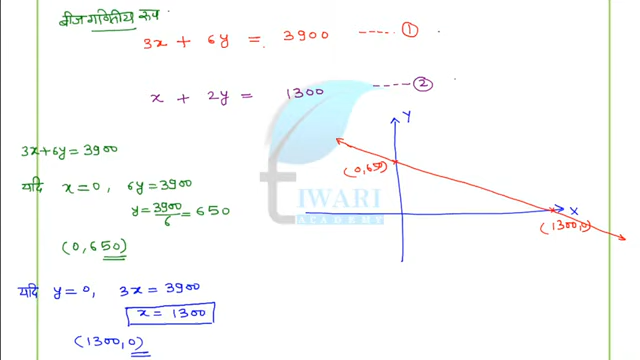 बीज गणितीय रूप
3x + 6y = 3900 ---- ①
x + 2y = 1300 ---- ②
3x+6y=3900
यदि x=0, 6y=3900
y=3900/6=650
(0,650)
यदि y=0, 3x=3900
x=1300
(1300,0)
Y
(0,650)
X
(1300,0)
TIWARI
ACADEMY